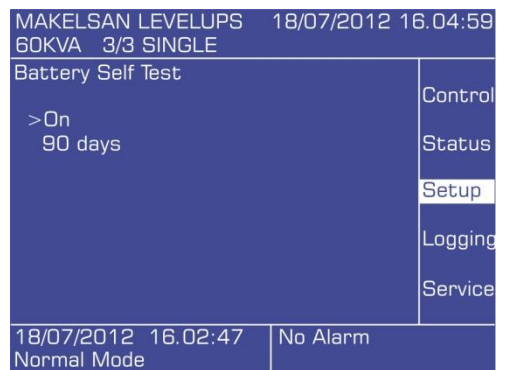 MAKELSAN LEVELUPS 18/07/2012 16.04:59
60KVA 3/3 SINGLE
Battery Self Test
>On
90 days
Control
Status
Setup
Logging
Service
18/07/2012 16.02:47 No Alarm
Normal Mode